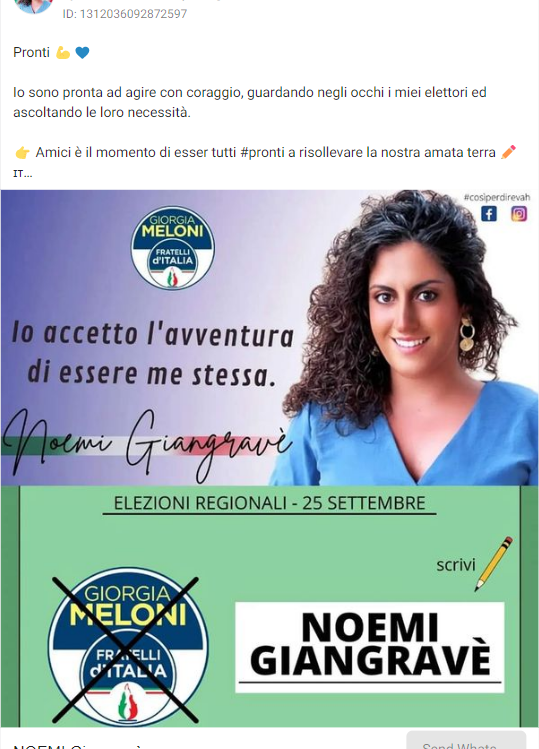 ID: 1312036092872597
Pronti 💪💙
Io sono pronta ad agire con coraggio, guardando negli occhi i miei elettori ed
ascoltando le loro necessità.
👉 Amici è il momento di esser tutti #pronti a risollevare la nostra amata terra 🖍️
IT...
#cosiperdirevah
GIORGIA
MELONI
FRATELLI
d'ITALIA
Io accetto l'avventura
di essere me stessa.
Noemi Giangravè
ELEZIONI REGIONALI - 25 SETTEMBRE
scrivi
GIORGIA
MELONI
FRATELLI
d'ITALIA
NOEMI
GIANGRAVÈ